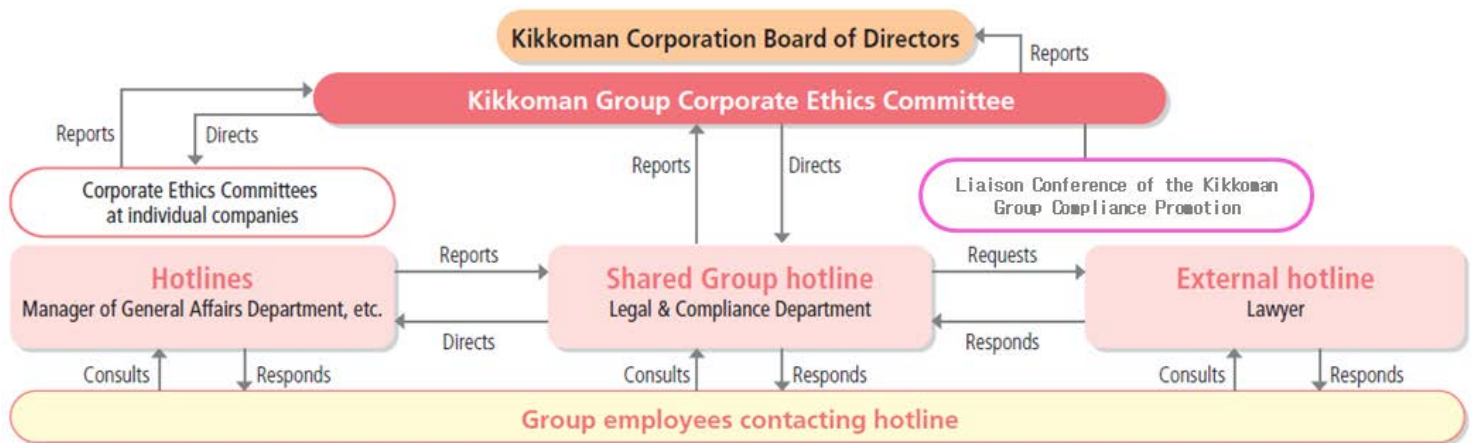 Kikkoman Corporation Board of Directors
Reports
Kikkoman Group Corporate Ethics Committee
Reports
Directs
Reports
Directs
Corporate Ethics Committees
at individual companies
Liaison Conference of the Kikkoman
Group Compliance Promotion
Hotlines
Manager of General Affairs Department, etc.
Reports
Directs
Shared Group hotline
Legal & Compliance Department
Requests
Responds
External hotline
Lawyer
Consults
Responds
Consults
Responds
Consults
Responds
Group employees contacting hotline